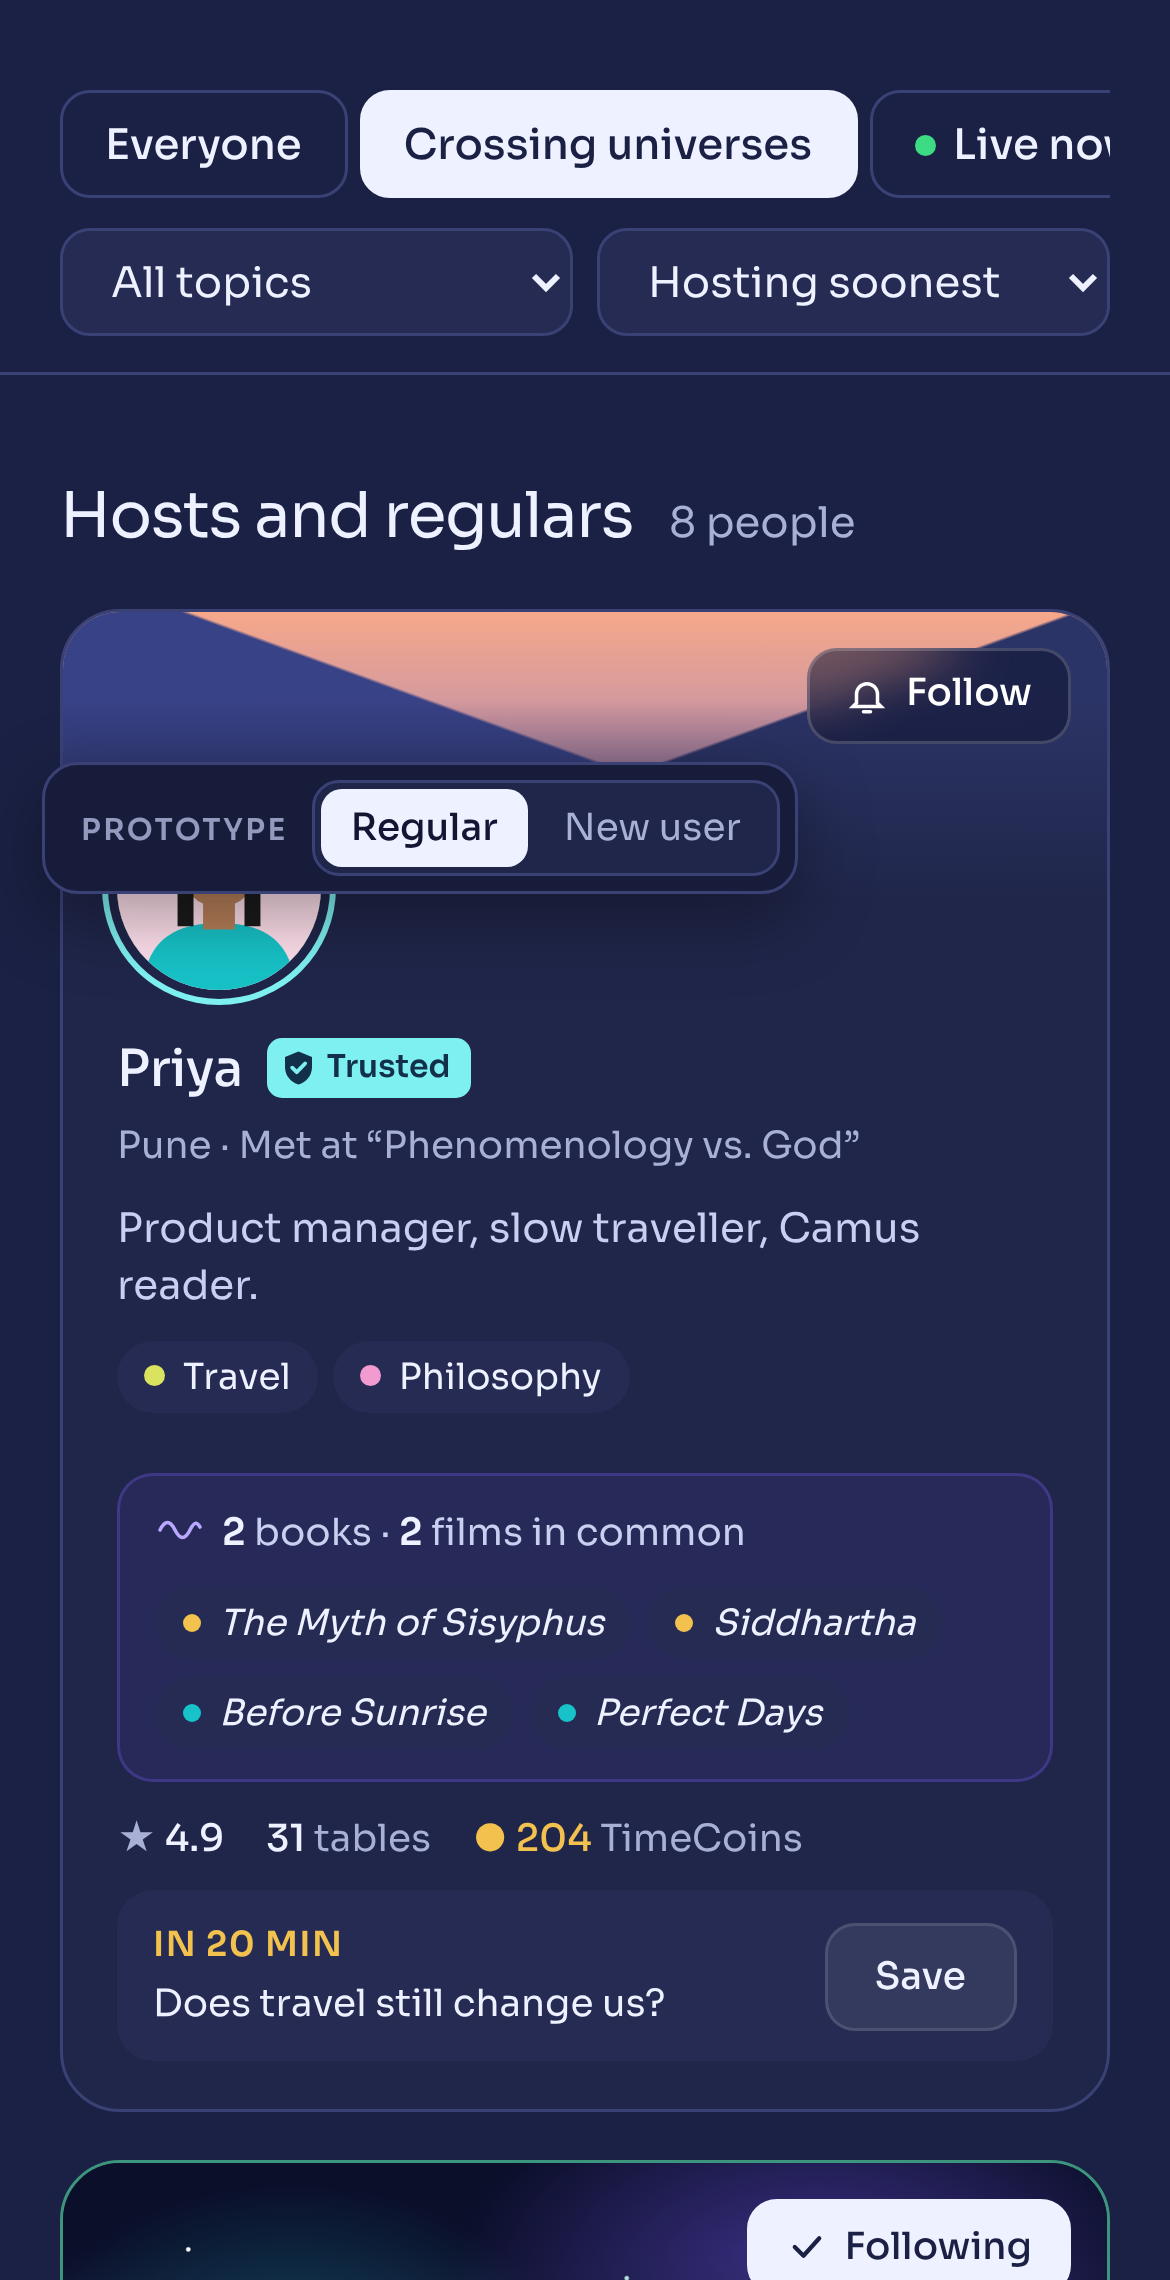 Everyone
Crossing universes
Live now
All topics
Hosting soonest
Hosts and regulars 8 people
Follow
PROTOTYPE
Regular
New user
Priya
Trusted
Pune · Met at “Phenomenology vs. God”
Product manager, slow traveller, Camus
reader.
Travel
Philosophy
2 books · 2 films in common
The Myth of Sisyphus
Siddhartha
Before Sunrise
Perfect Days
★ 4.9 31 tables 204 TimeCoins
IN 20 MIN
Does travel still change us?
Save
Following